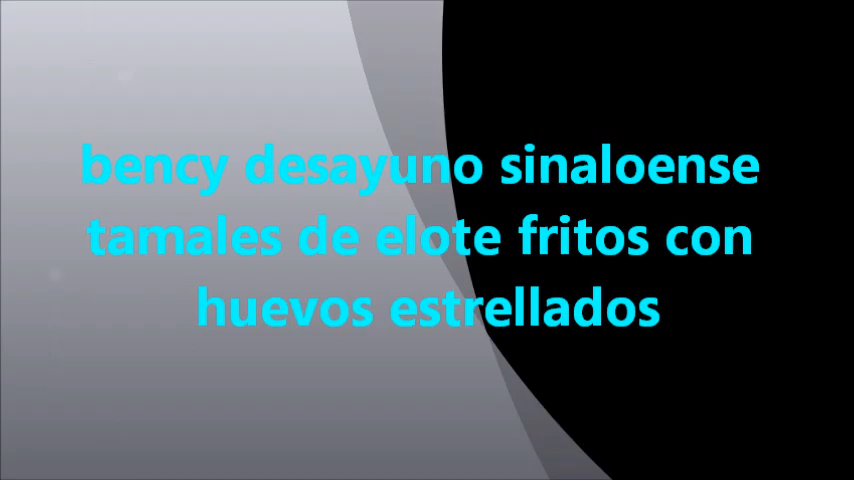 bency desayuno sinaloense
tamales de elote fritos con
huevos estrellados